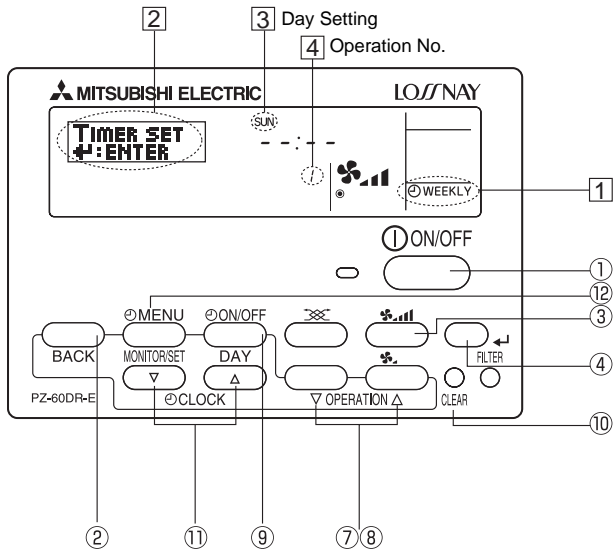 2 3 Day Setting
4 Operation No.
MITSUBISHI ELECTRIC LOSSNAY
TIMER SET
↵:ENTER
SUN
--:--
1
WEEKLY
1
ON/OFF
①
⑫
MENU ON/OFF
③
BACK MONITOR/SET DAY FILTER
④
▽ △
PZ-60DR-E CLOCK ▽ OPERATION △ CLEAR
⑩
② ⑪ ⑨ ⑦ ⑧